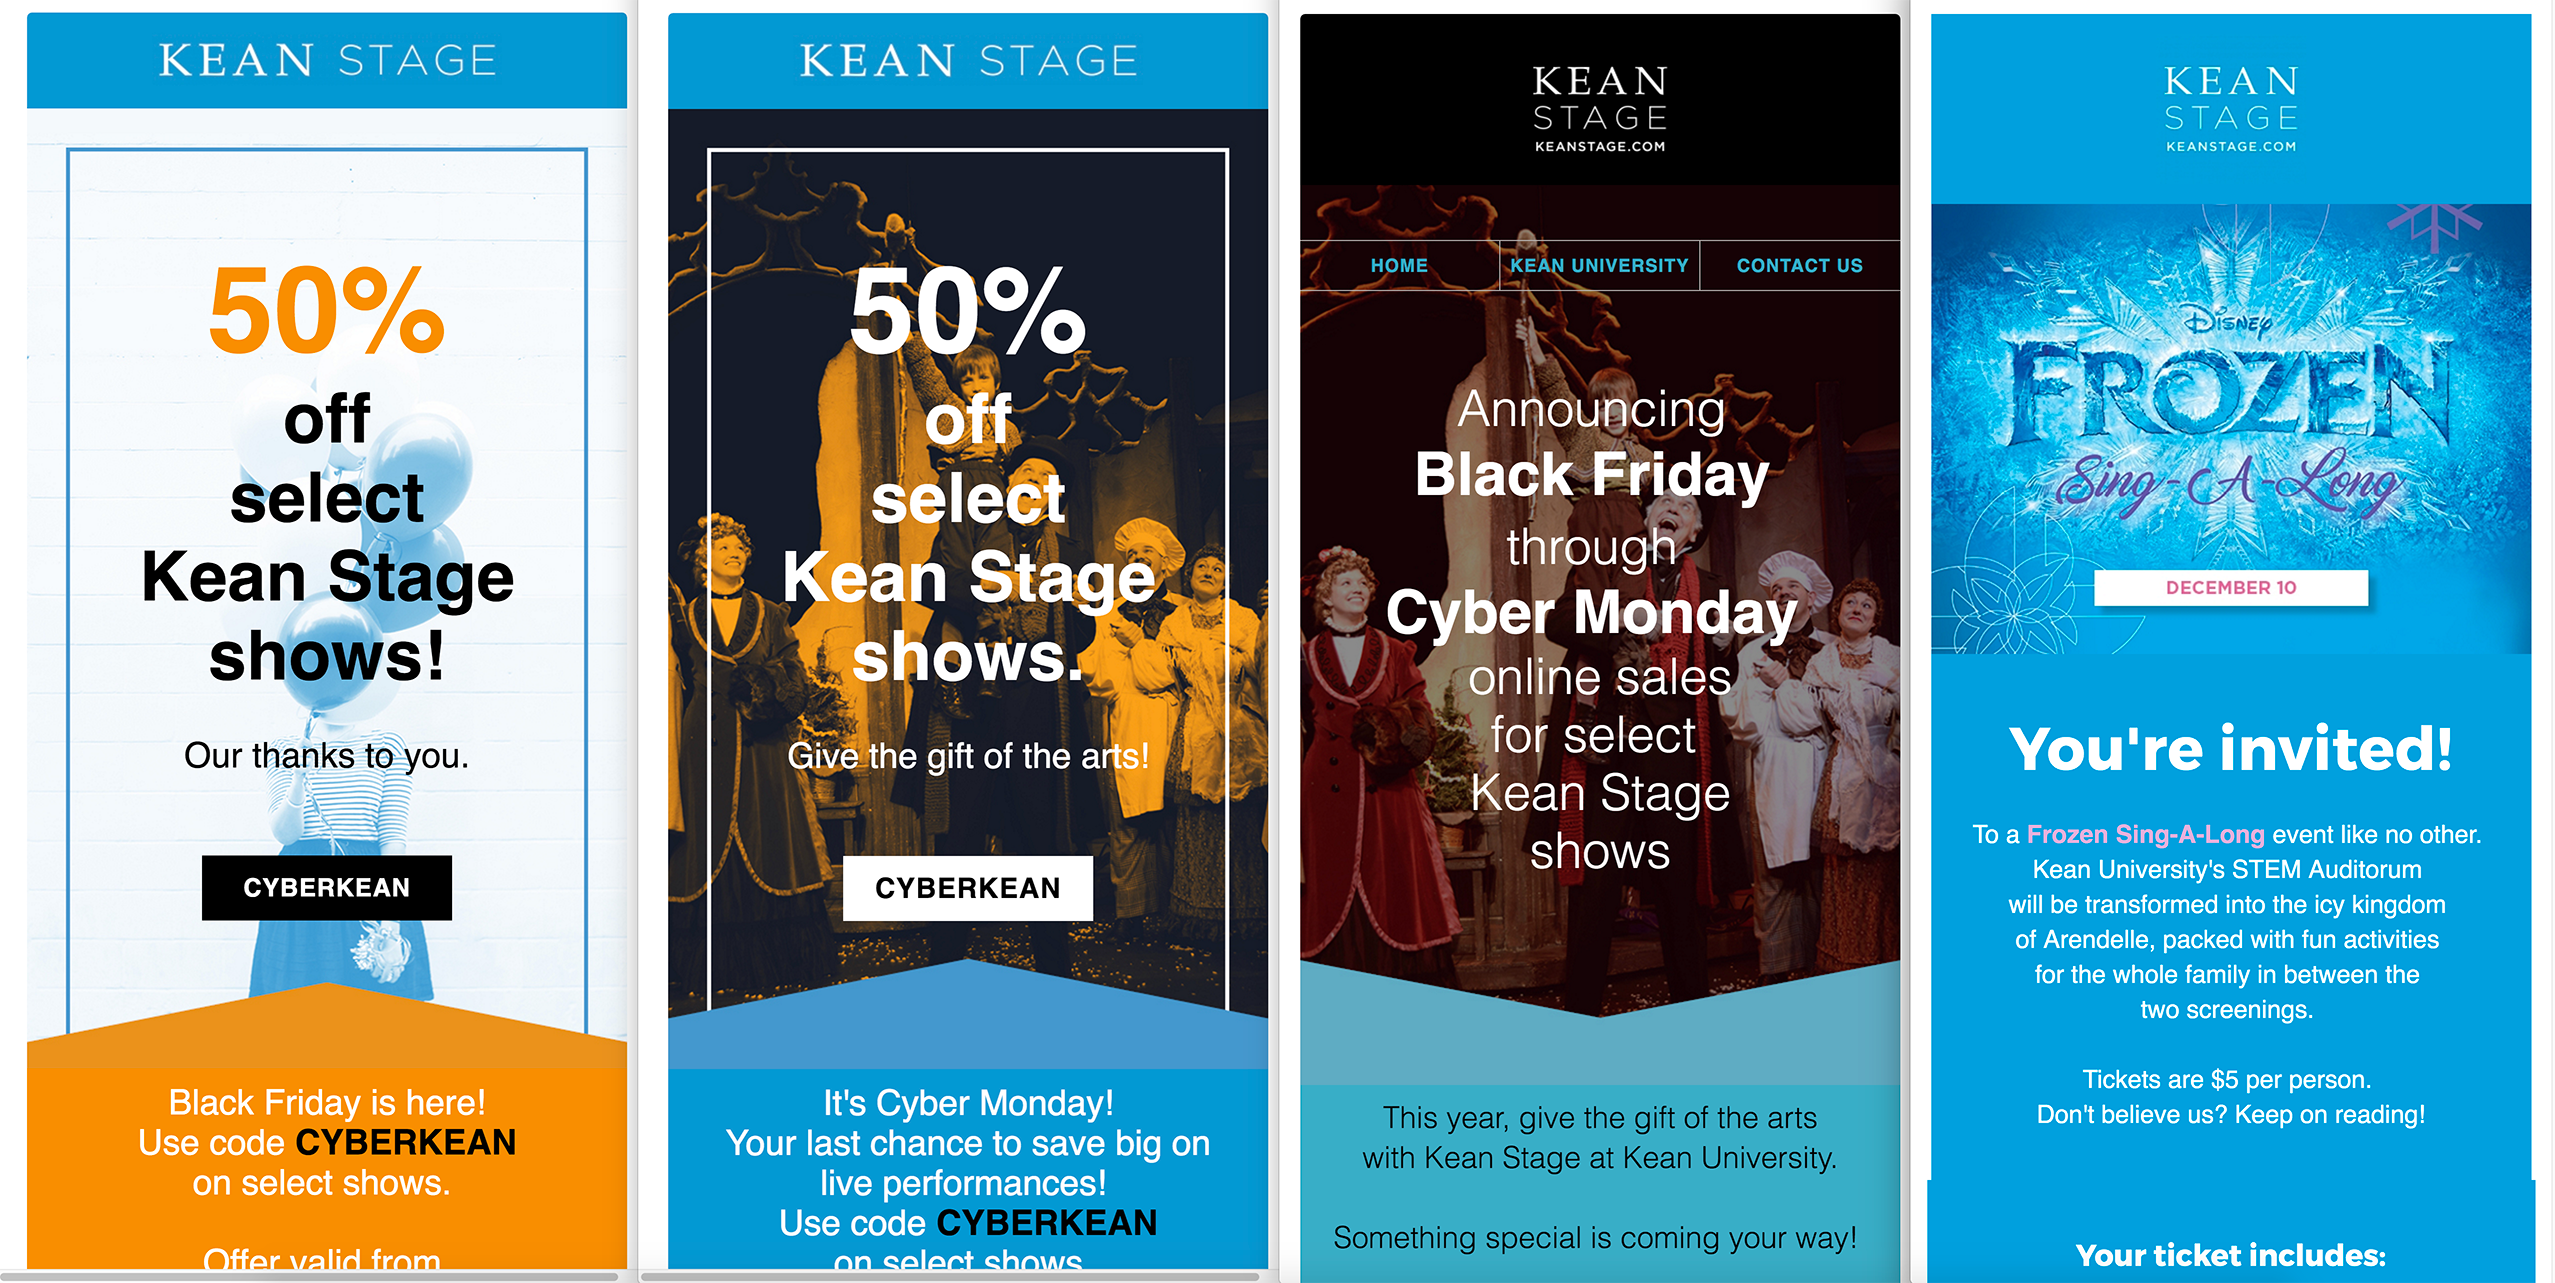 KEAN STAGE
50%
off
select
Kean Stage
shows!
Our thanks to you.
CYBERKEAN
Black Friday is here!
Use code CYBERKEAN
on select shows.
Offer valid from
KEAN STAGE
50%
off
select
Kean Stage
shows.
Give the gift of the arts!
CYBERKEAN
It's Cyber Monday!
Your last chance to save big on
live performances!
Use code CYBERKEAN
on select shows
KEAN
STAGE
KEANSTAGE.COM
HOME
KEAN UNIVERSITY
CONTACT US
Announcing
Black Friday
through
Cyber Monday
online sales
for select
Kean Stage
shows
This year, give the gift of the arts
with Kean Stage at Kean University.
Something special is coming your way!
KEAN
STAGE
KEANSTAGE.COM
DISNEY
FROZEN
Sing-A-Long
DECEMBER 10
You're invited!
To a Frozen Sing-A-Long event like no other.
Kean University's STEM Auditorum
will be transformed into the icy kingdom
of Arendelle, packed with fun activities
for the whole family in between the
two screenings.
Tickets are $5 per person.
Don't believe us? Keep on reading!
Your ticket includes: